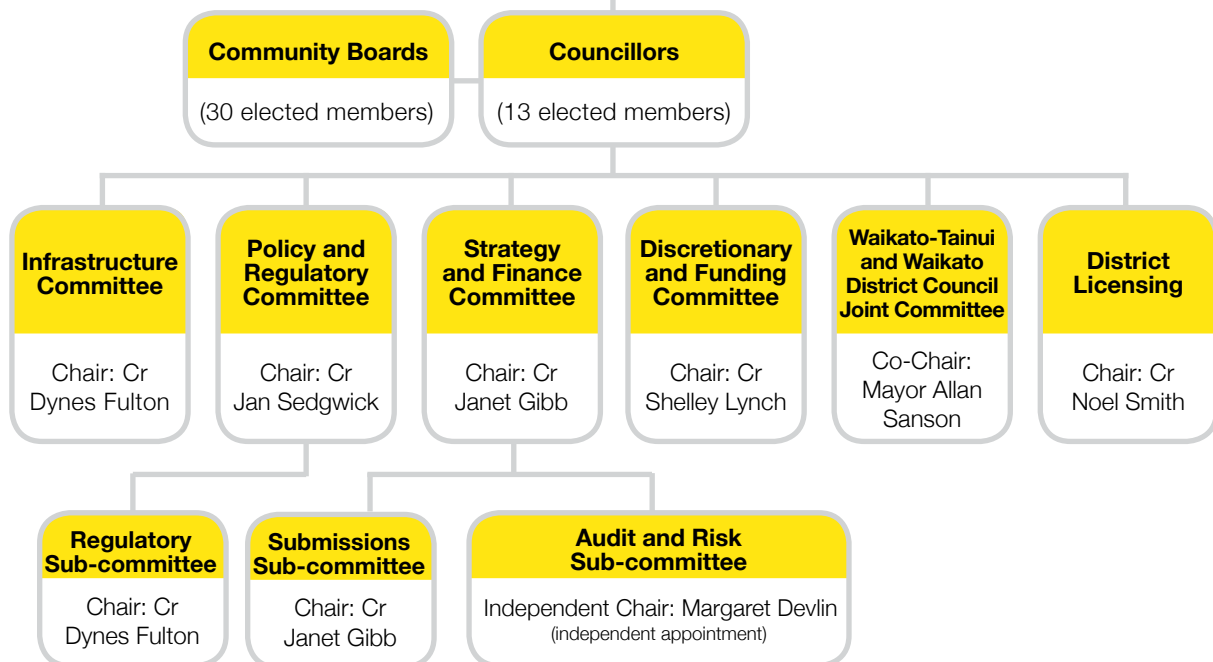 Community Boards
(30 elected members)
Councillors
(13 elected members)
Infrastructure
Committee
Chair: Cr
Dynes Fulton
Policy and
Regulatory
Committee
Chair: Cr
Jan Sedgwick
Strategy
and Finance
Committee
Chair: Cr
Janet Gibb
Discretionary
and Funding
Committee
Chair: Cr
Shelley Lynch
Waikato-Tainui
and Waikato
District Council
Joint Committee
Co-Chair:
Mayor Allan
Sanson
District
Licensing
Chair: Cr
Noel Smith
Regulatory
Sub-committee
Chair: Cr
Dynes Fulton
Submissions
Sub-committee
Chair: Cr
Janet Gibb
Audit and Risk
Sub-committee
Independent Chair: Margaret Devlin
(independent appointment)